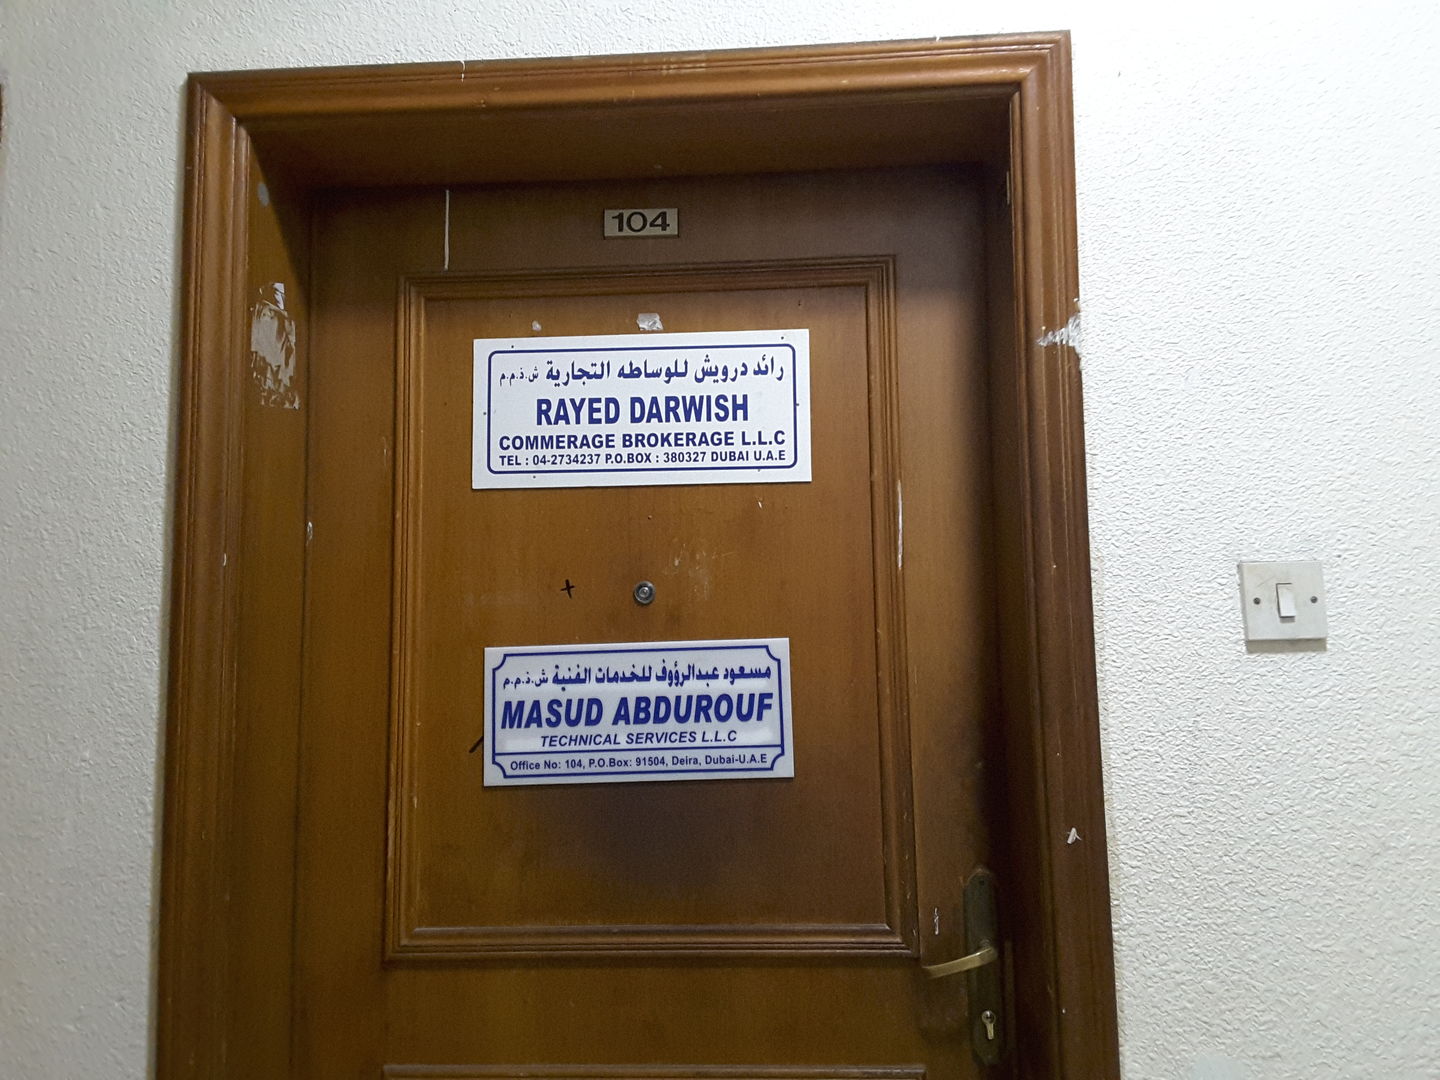 104
رائد درويش للوساطه التجارية ش.ذ.م.م
RAYED DARWISH
COMMERAGE BROKERAGE L.L.C
TEL : 04-2734237 P.O.BOX : 380327 DUBAI U.A.E
مسعود عبدالرؤوف للخدمات الفنية ش.ذ.م.م
MASUD ABDUROUF
TECHNICAL SERVICES L.L.C
Office No: 104, P.O.Box: 91504, Deira, Dubai-U.A.E